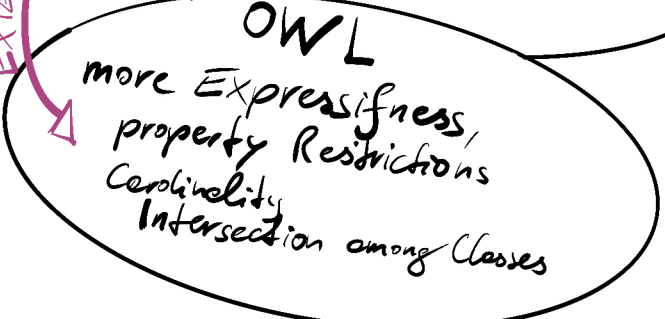 OWL
more Expressifness,
property Restrictions
Cardinality
Intersection among Classes